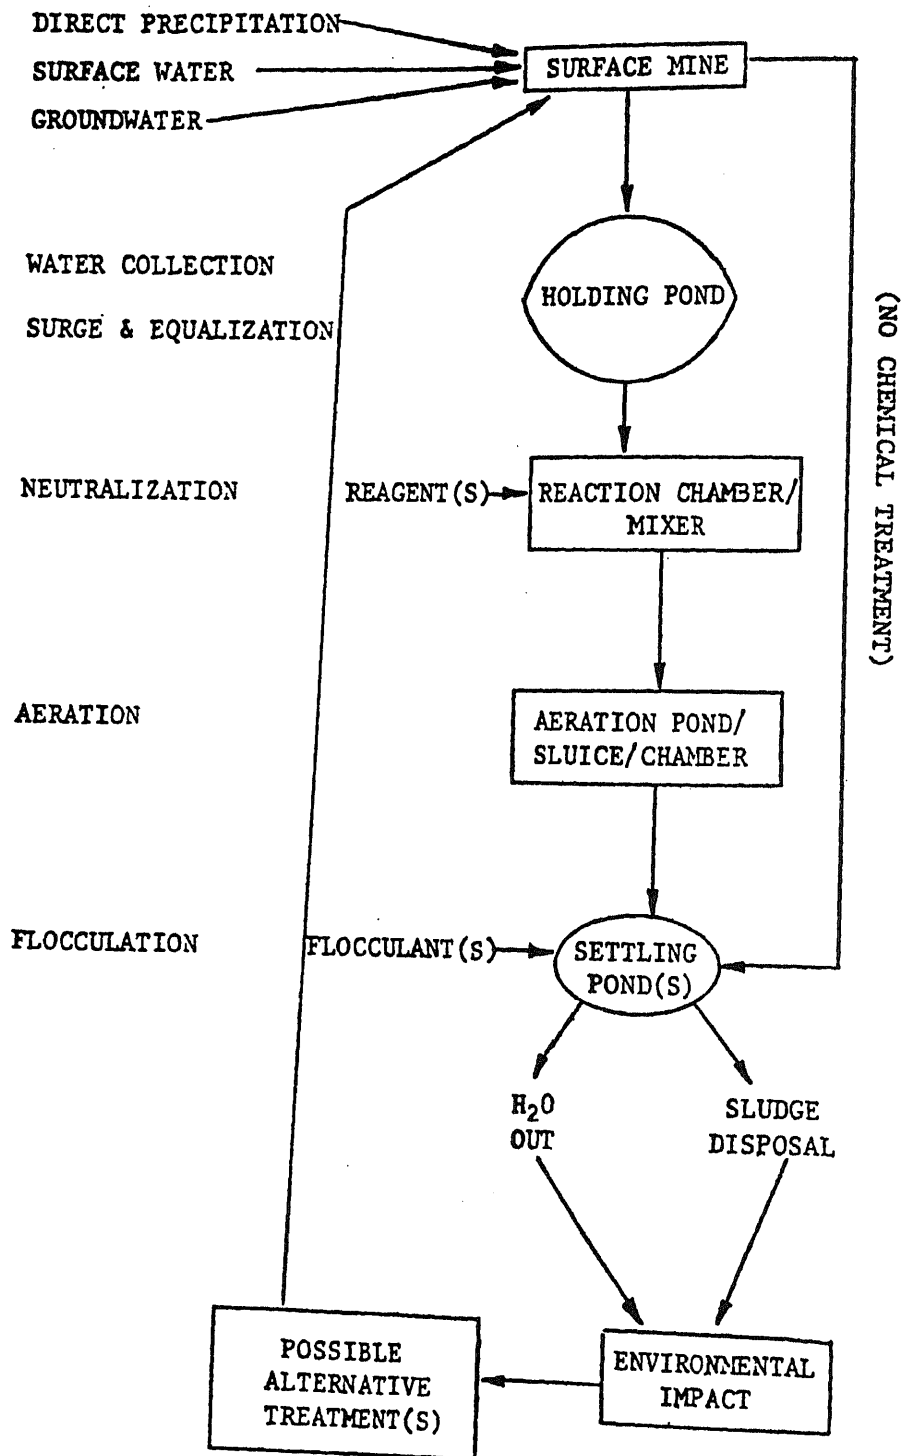 DIRECT PRECIPITATION
SURFACE WATER
GROUNDWATER
SURFACE MINE
WATER COLLECTION
SURGE & EQUALIZATION
HOLDING POND
(NO CHEMICAL TREATMENT)
NEUTRALIZATION
REAGENT(S)
REACTION CHAMBER/
MIXER
AERATION
AERATION POND/
SLUICE/CHAMBER
FLOCCULATION
FLOCCULANT(S)
SETTLING
POND(S)
H₂O
OUT
SLUDGE
DISPOSAL
POSSIBLE
ALTERNATIVE
TREATMENT(S)
ENVIRONMENTAL
IMPACT